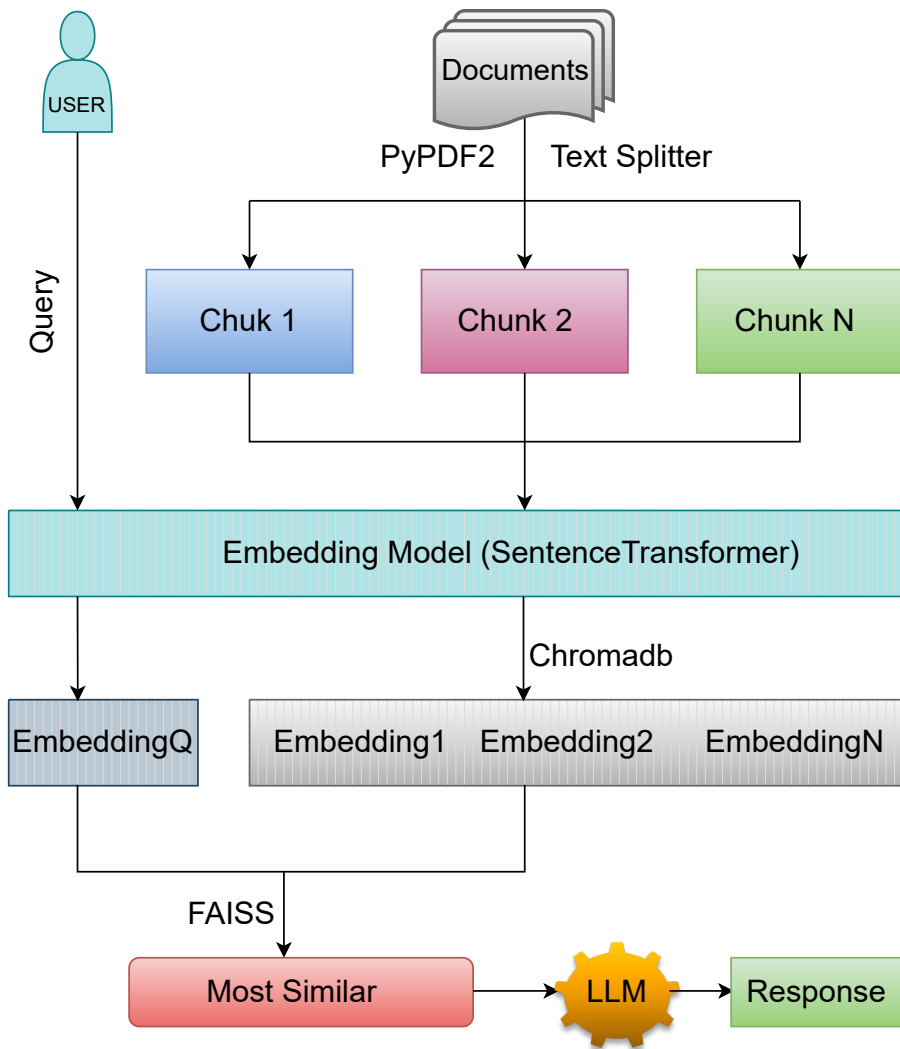 USER
Documents
PyPDF2
Text Splitter
Query
Chuk 1
Chunk 2
Chunk N
Embedding Model (SentenceTransformer)
Chromadb
EmbeddingQ
Embedding1
Embedding2
EmbeddingN
FAISS
Most Similar
LLM
Response